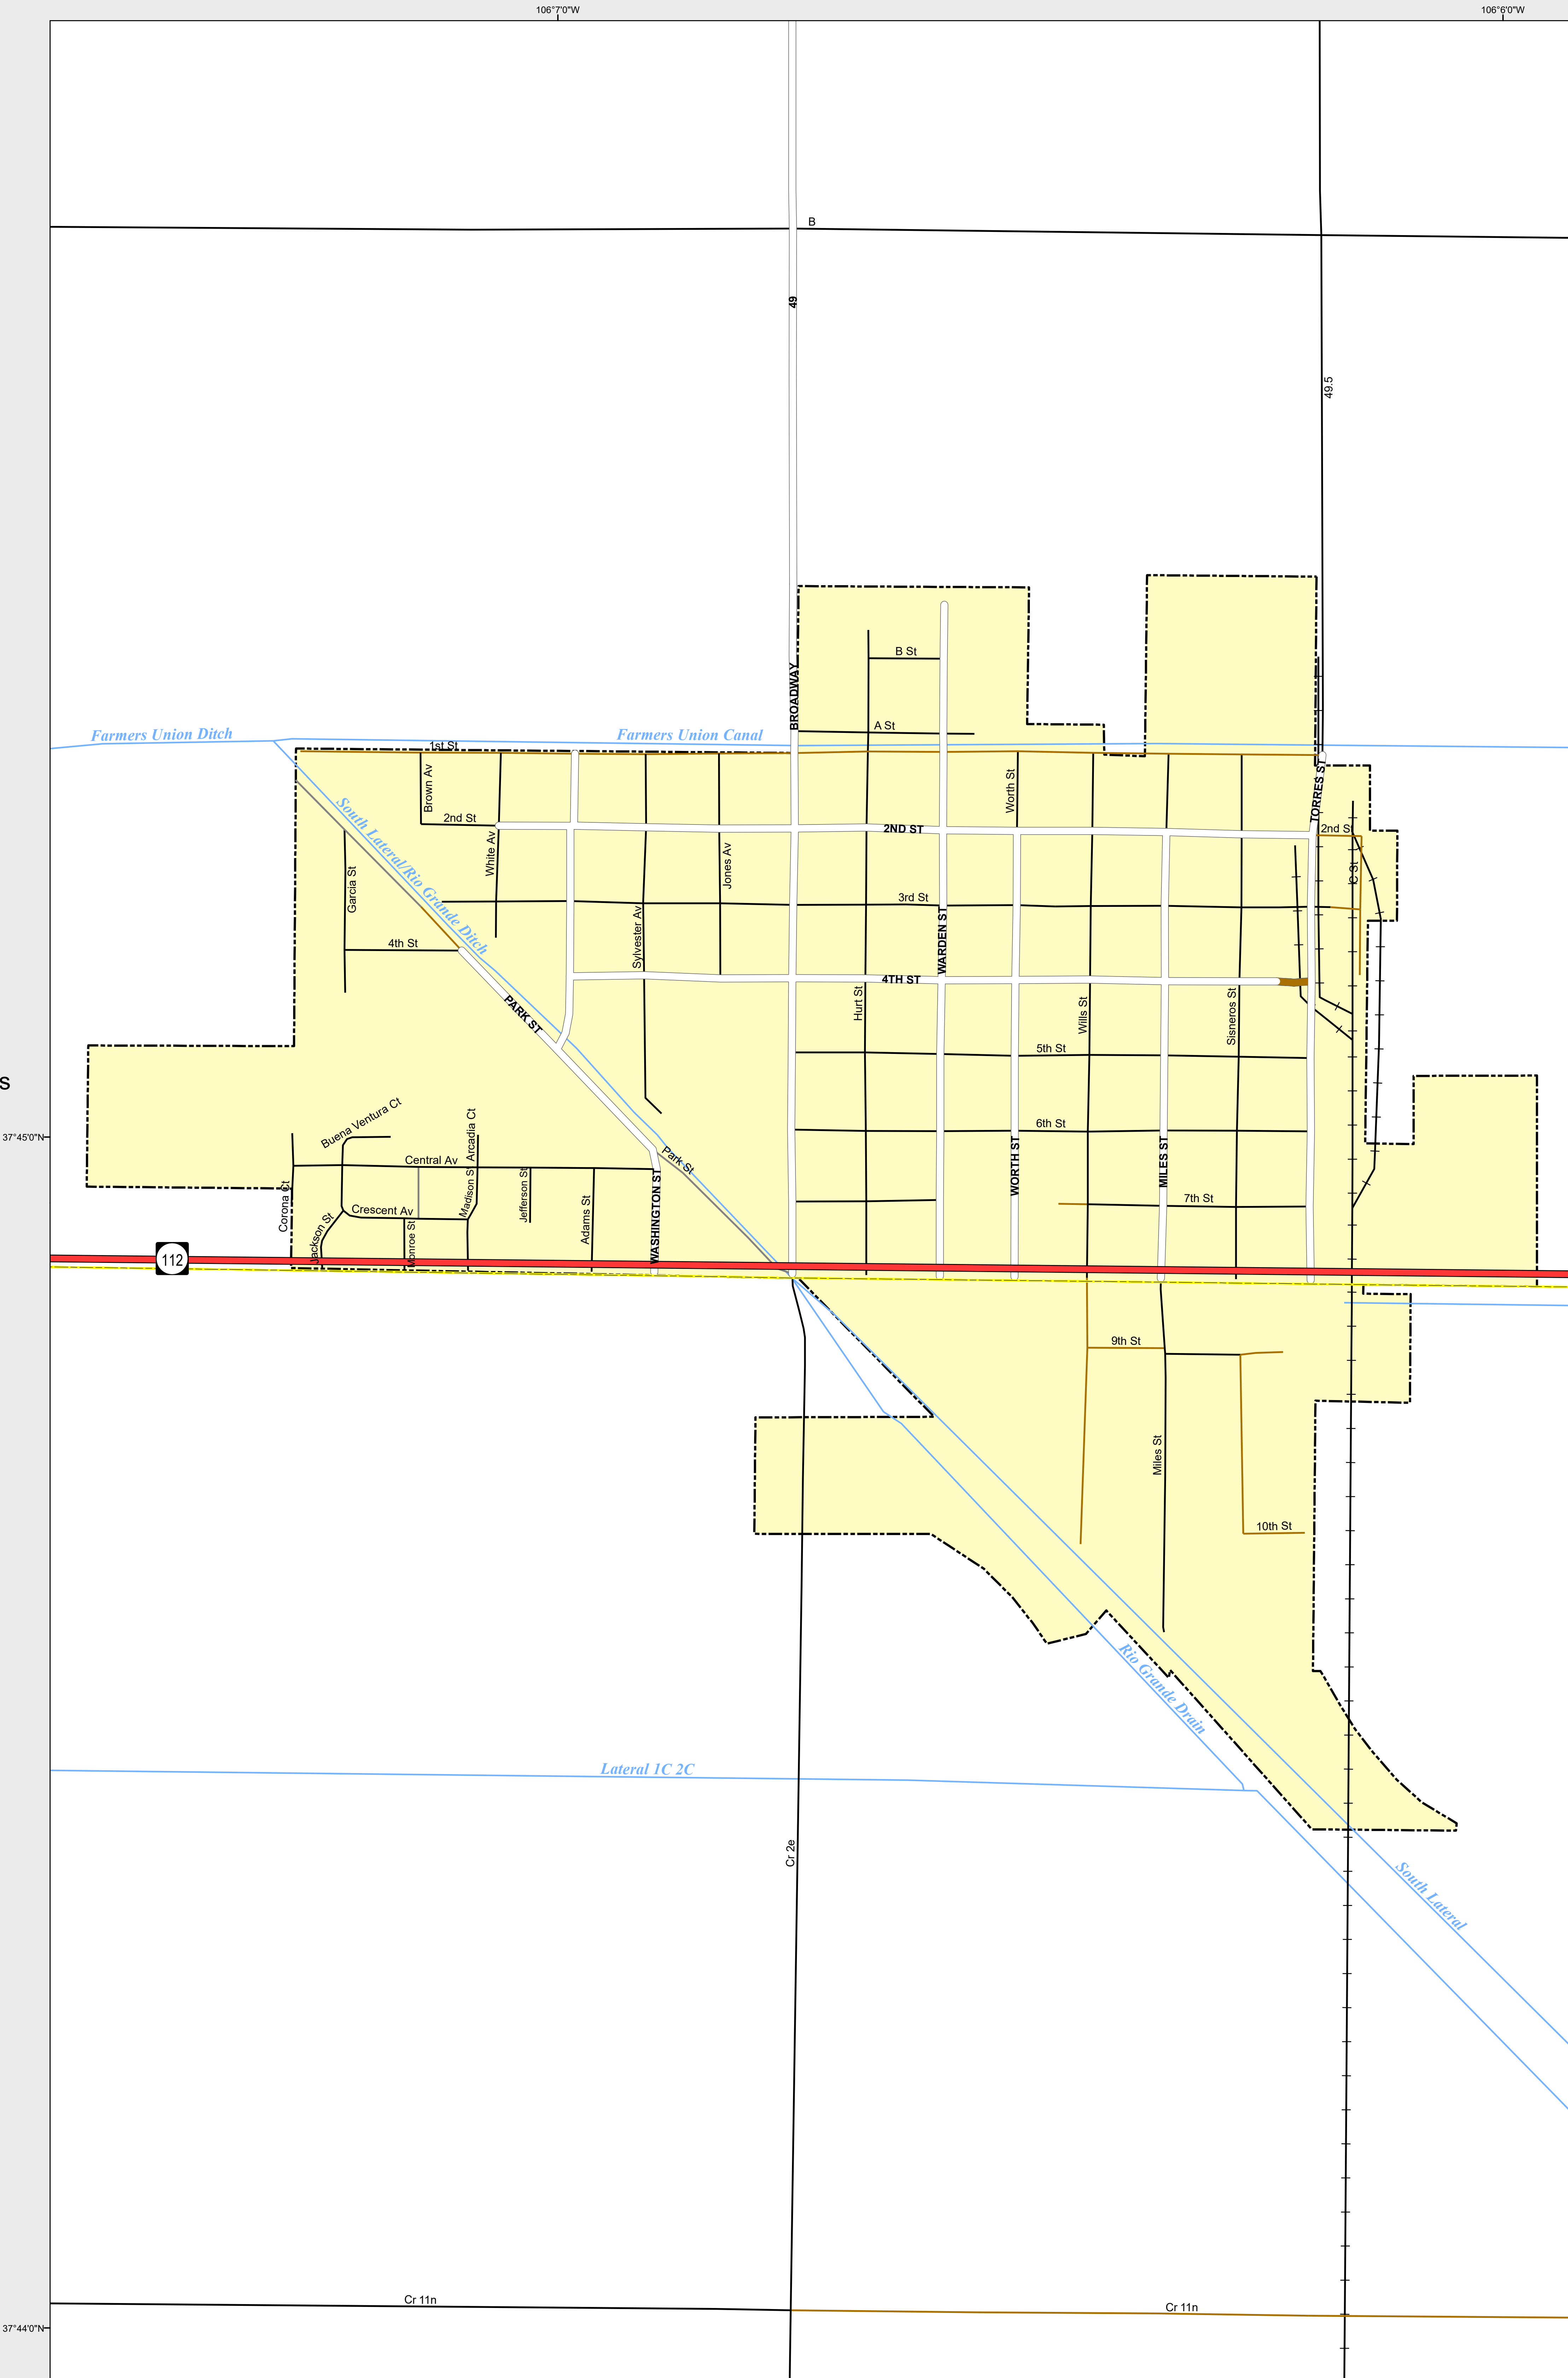 106°7'0"W
106°6'0"W
B
49
49.5
B St
BROADWAY
A St
Farmers Union Ditch
Farmers Union Canal
1st St
Brown Av
Worth St
TORRES ST
South Lateral/Rio Grande Ditch
2nd St
2ND ST
2nd St
White Av
Jones Av
Garcia St
C St
3rd St
Sylvester Av
WARDEN ST
4th St
4TH ST
PARK ST
Hurt St
Wills St
Sisneros St
5th St
S
Buena Ventura Ct
Arcadia Ct
6th St
37°45'0"N
Central Av
Park St
WORTH ST
MILES ST
Corona Ct
Madison St
Jefferson St
Adams St
WASHINGTON ST
7th St
Crescent Av
Jackson St
Monroe St
112
9th St
Miles St
10th St
Rio Grande Drain
Lateral 1C 2C
Cr 2e
South Lateral
Cr 11n
Cr 11n
37°44'0"N